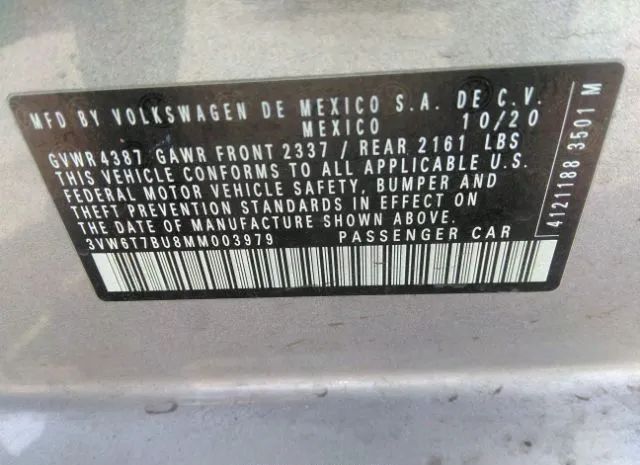 MFD BY VOLKSWAGEN DE MEXICO S.A. DE C.V.
MEXICO 10/20
GVWR 4387 GAWR FRONT 2337 / REAR 2161 LBS
THIS VEHICLE CONFORMS TO ALL APPLICABLE U.S.
FEDERAL MOTOR VEHICLE SAFETY, BUMPER AND
THEFT PREVENTION STANDARDS IN EFFECT ON
THE DATE OF MANUFACTURE SHOWN ABOVE.
3VW6T7BU8MM003979 PASSENGER CAR
4121188 3501 M